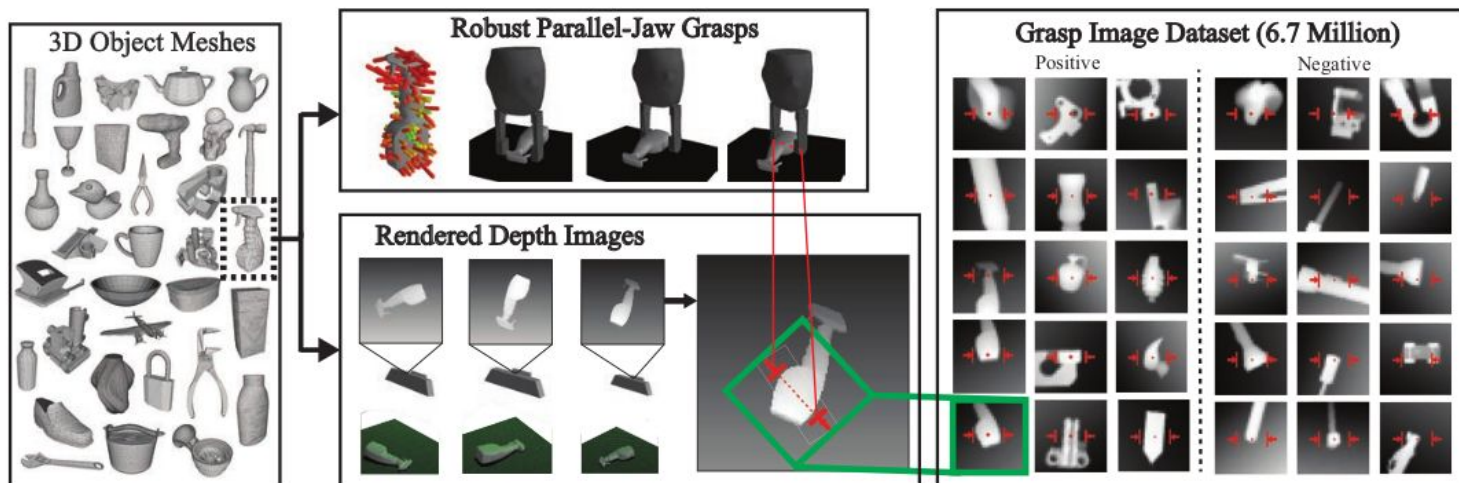 3D Object Meshes
Robust Parallel-Jaw Grasps
Rendered Depth Images
Grasp Image Dataset (6.7 Million)
Positive
Negative